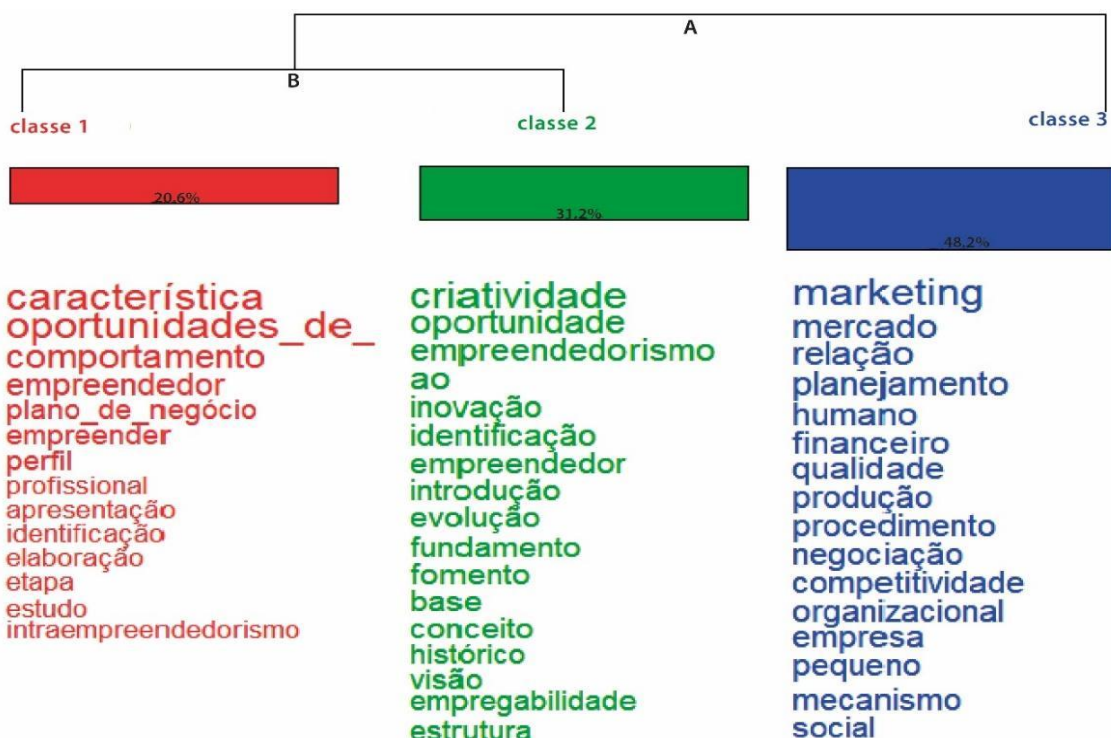 A
B
classe 1
classe 2
classe 3
20,6%
31,2%
48,2%
característica
oportunidades_de_
comportamento
empreendedor
plano_de_negócio
empreender
perfil
profissional
apresentação
identificação
elaboração
etapa
estudo
intraempreendedorismo
criatividade
oportunidade
empreendedorismo
ao
inovação
identificação
empreendedor
introdução
evolução
fundamento
fomento
base
conceito
histórico
visão
empregabilidade
estrutura
marketing
mercado
relação
planejamento
humano
financeiro
qualidade
produção
procedimento
negociação
competitividade
organizacional
empresa
pequeno
mecanismo
social